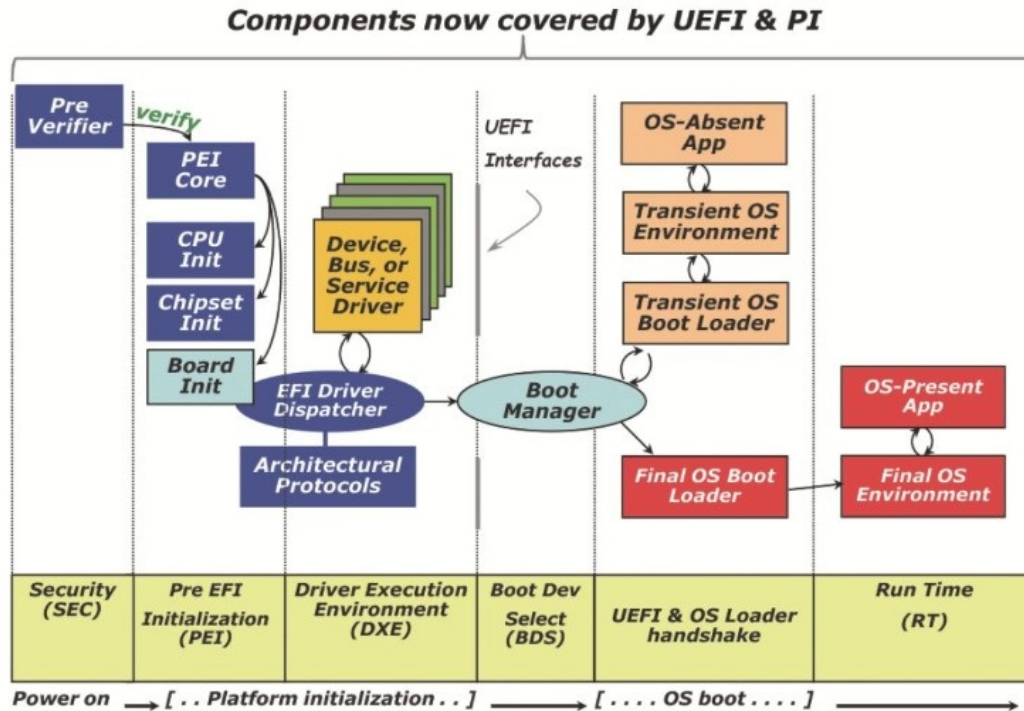 Components now covered by UEFI & PI
Pre
Verifier
verify
PEI
Core
CPU
Init
Chipset
Init
Board
Init
Device,
Bus, or
Service
Driver
EFI Driver
Dispatcher
Architectural
Protocols
UEFI
Interfaces
Boot
Manager
OS-Absent
App
Transient OS
Environment
Transient OS
Boot Loader
Final OS Boot
Loader
OS-Present
App
Final OS
Environment
Security
(SEC)
Pre EFI
Initialization
(PEI)
Driver Execution
Environment
(DXE)
Boot Dev
Select
(BDS)
UEFI & OS Loader
handshake
Run Time
(RT)
Power on [ . . Platform initialization . . ] [ . . . . OS boot . . . . ]